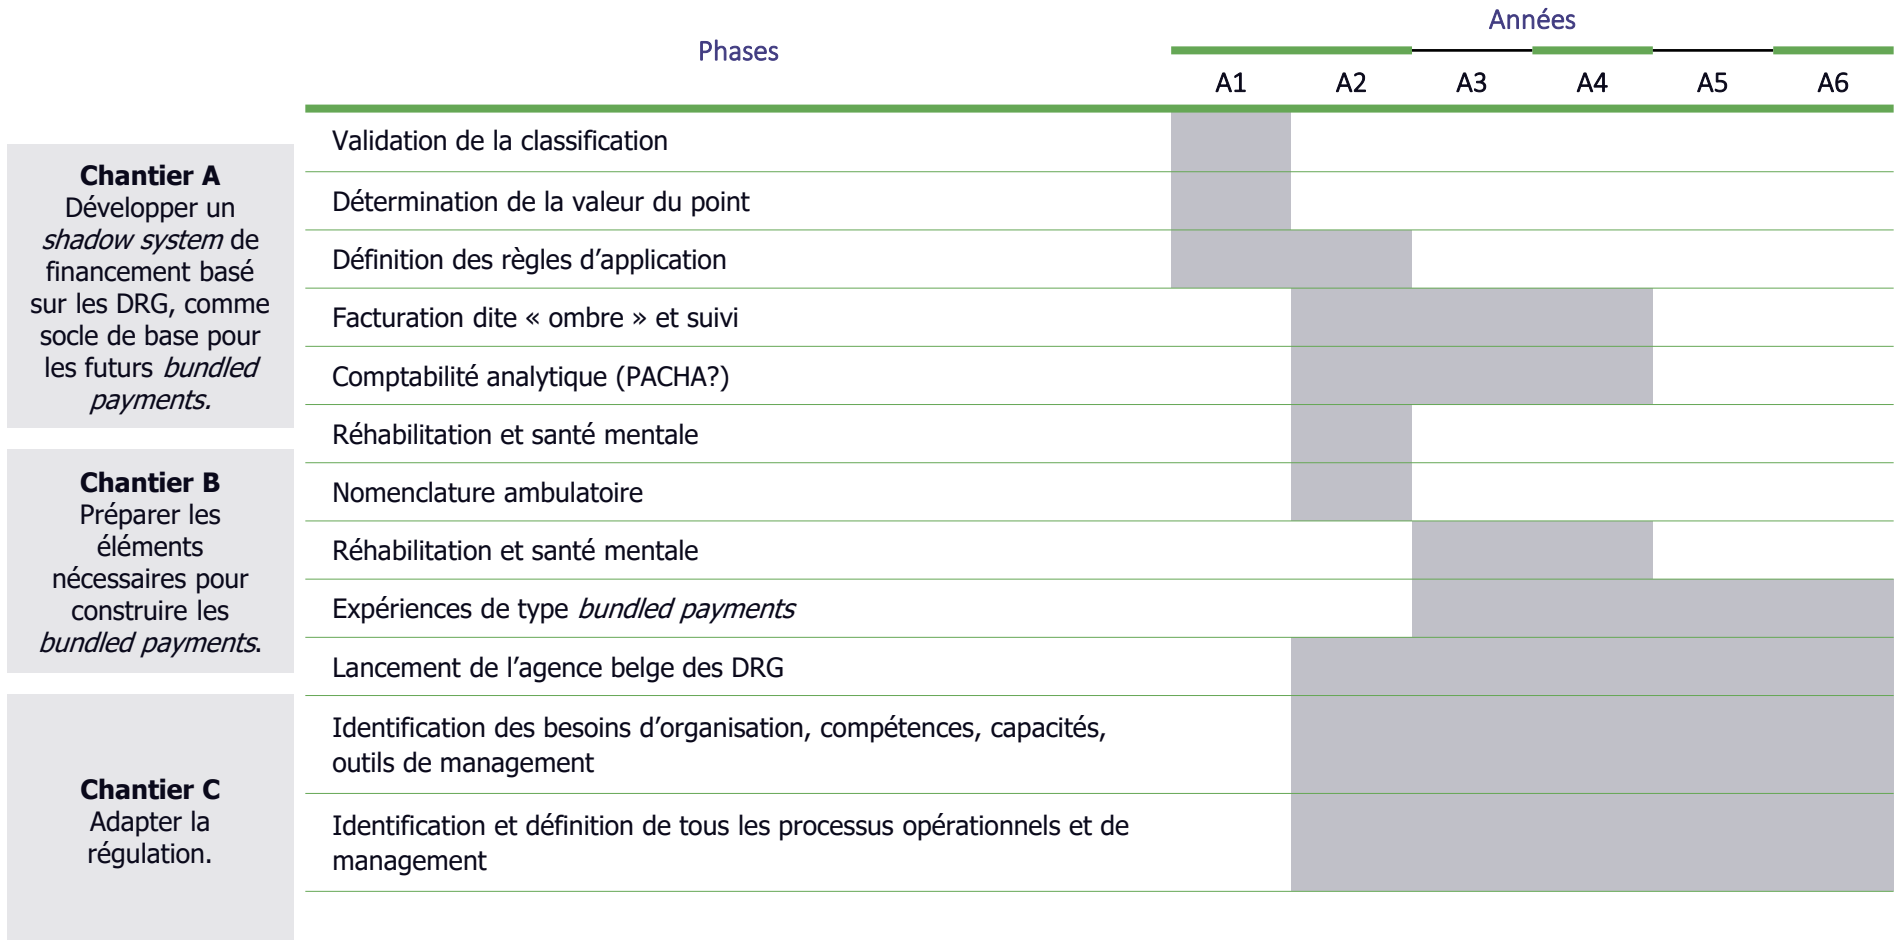 Années
Phases
A1 A2 A3 A4 A5 A6
Chantier A
Développer un
shadow system de
financement basé
sur les DRG, comme
socle de base pour
les futurs bundled
payments.
Validation de la classification
Détermination de la valeur du point
Définition des règles d’application
Facturation dite « ombre » et suivi
Comptabilité analytique (PACHA?)
Réhabilitation et santé mentale
Chantier B
Préparer les
éléments
nécessaires pour
construire les
bundled payments.
Nomenclature ambulatoire
Réhabilitation et santé mentale
Expériences de type bundled payments
Lancement de l’agence belge des DRG
Chantier C
Adapter la
régulation.
Identification des besoins d’organisation, compétences, capacités,
outils de management
Identification et définition de tous les processus opérationnels et de
management